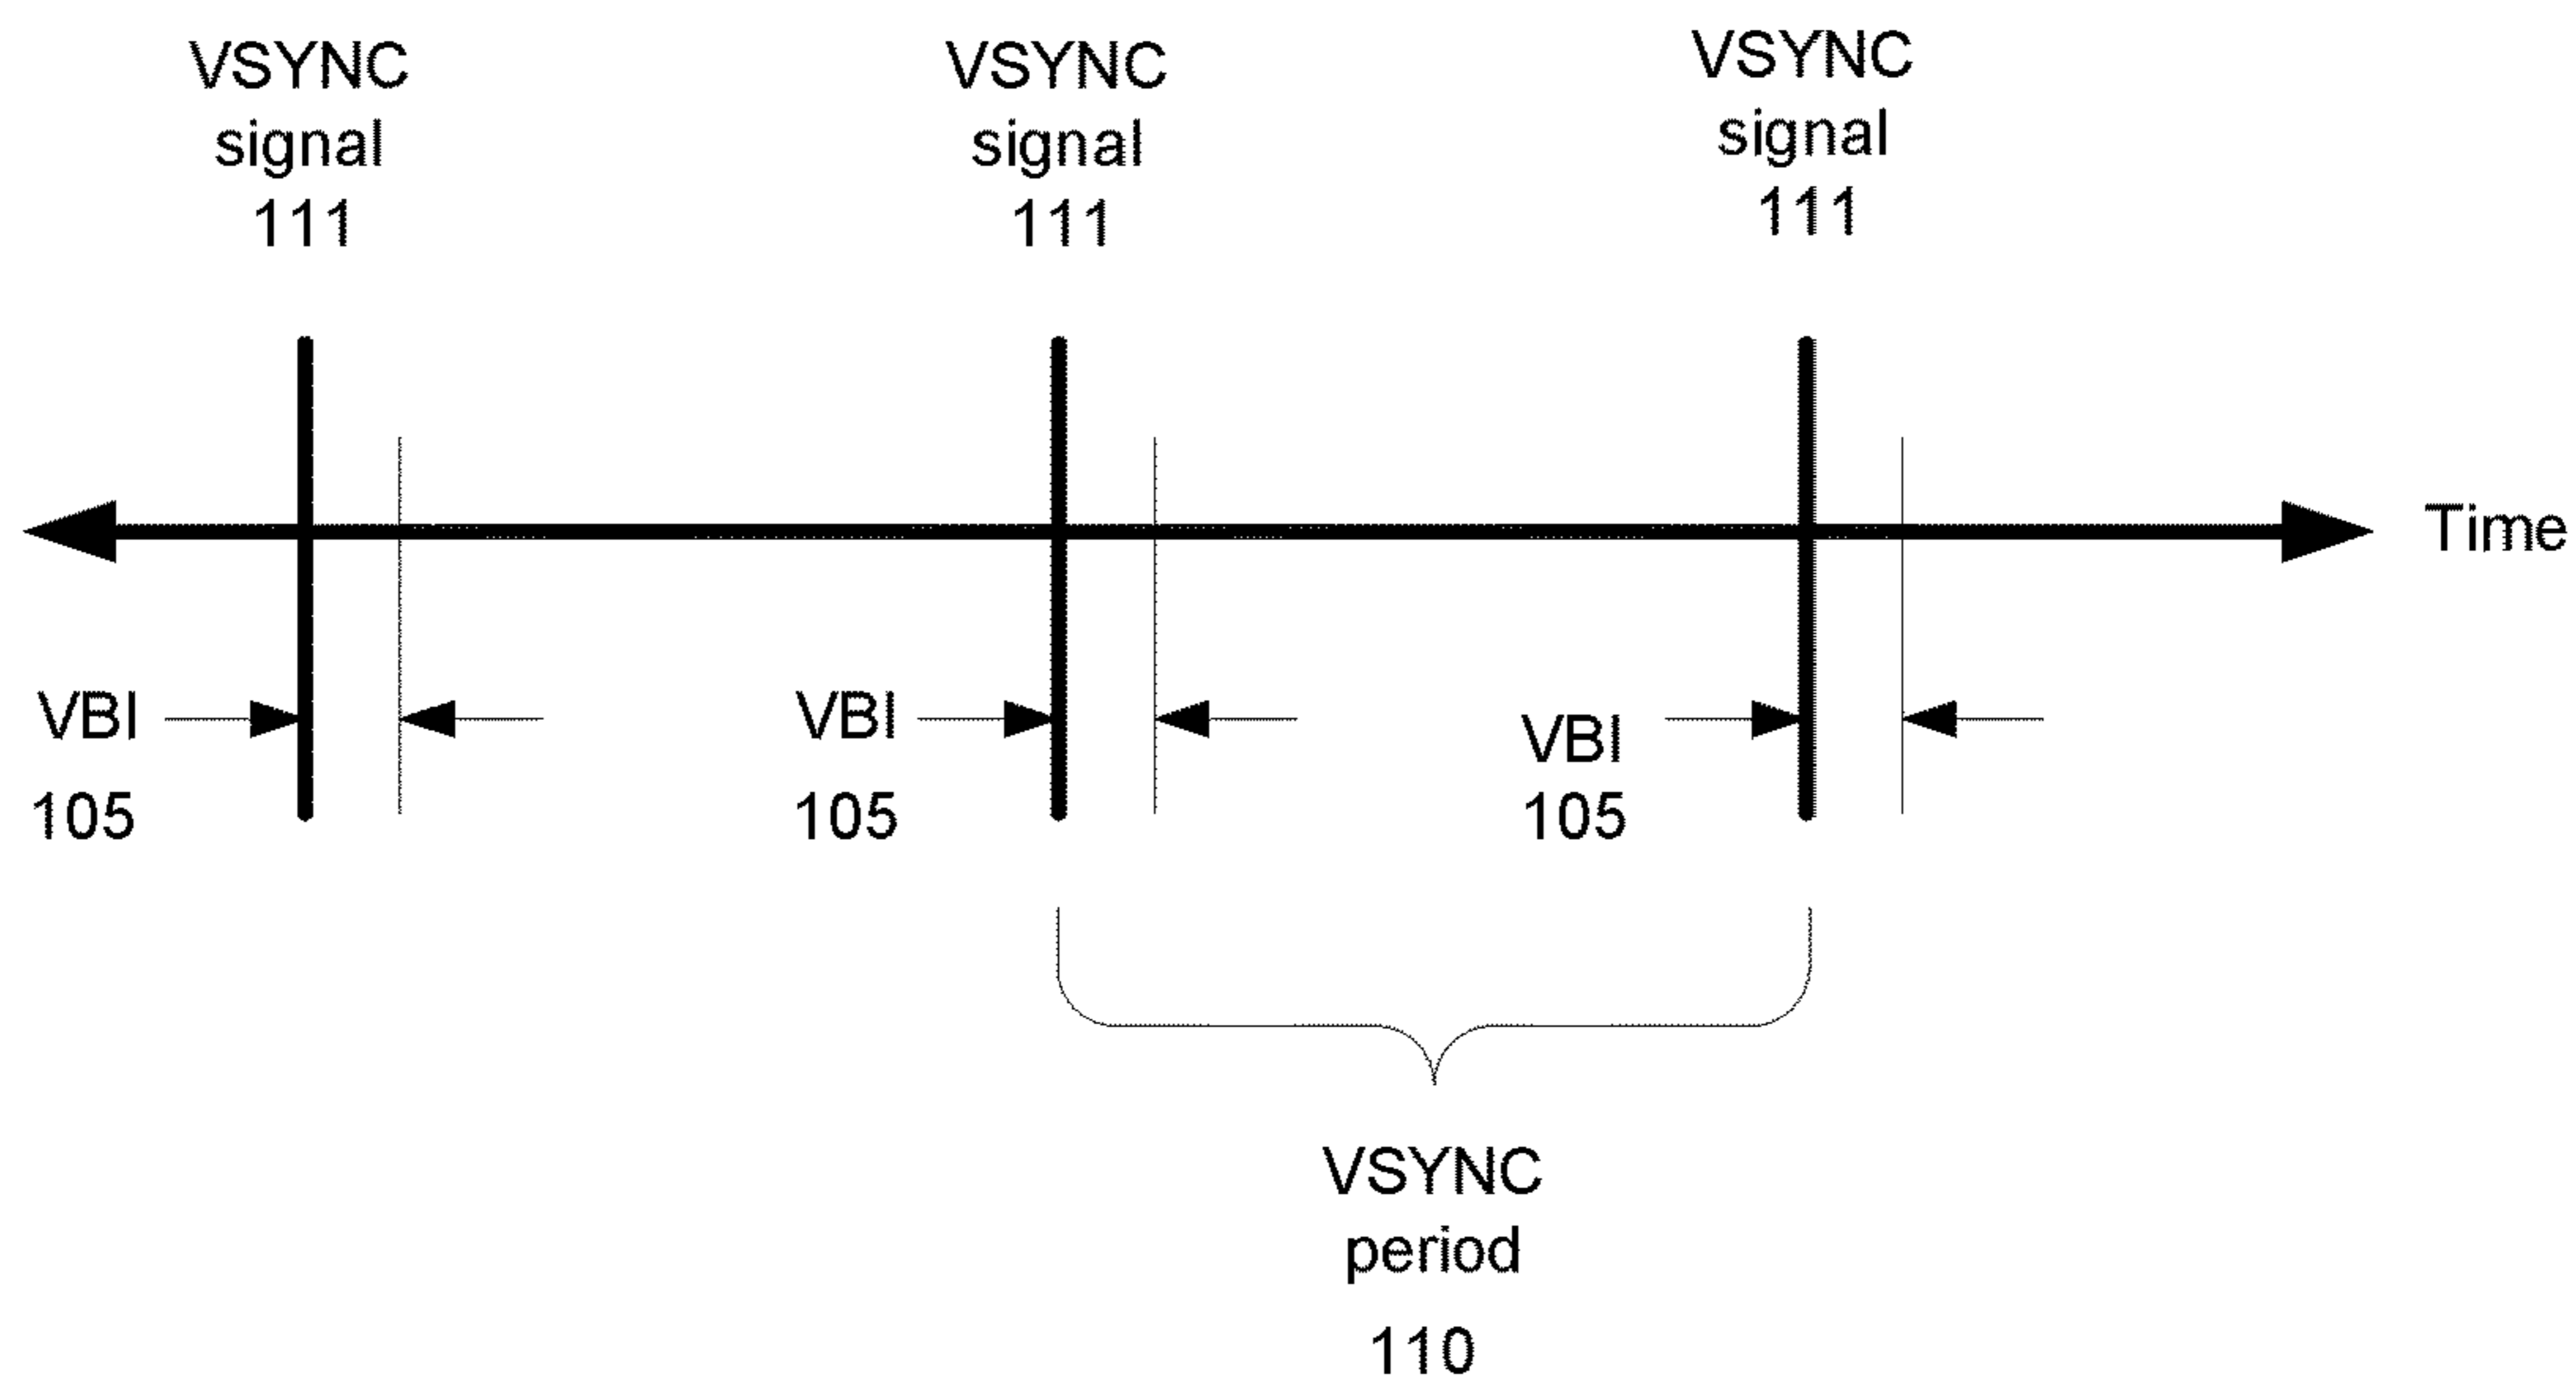 VSYNC
signal
111
VSYNC
signal
111
VSYNC
signal
111
Time
VBI
105
VBI
105
VBI
105
VSYNC
period
110